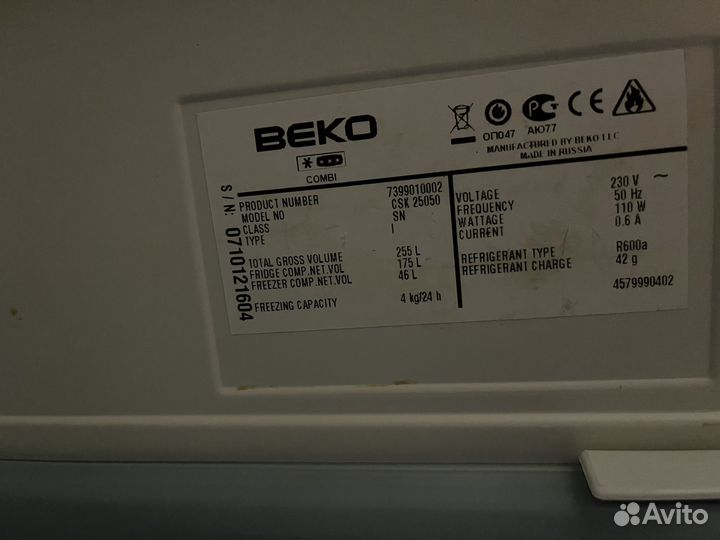 BEKO
COMBI
ОП047 АЮ77
MANUFACTURED BY BEKO LLC
MADE IN RUSSIA
S / N: 0710121604
PRODUCT NUMBER 7399010002
MODEL NO CSK 25050
CLASS SN
TYPE I
TOTAL GROSS VOLUME 255 L
FRIDGE COMP.NET.VOL 175 L
FREEZER COMP.NET.VOL 46 L
FREEZING CAPACITY 4 kg/24 h
VOLTAGE 230 V ~
FREQUENCY 50 Hz
WATTAGE 110 W
CURRENT 0.6 A
REFRIGERANT TYPE R600a
REFRIGERANT CHARGE 42 g
4579990402
Avito